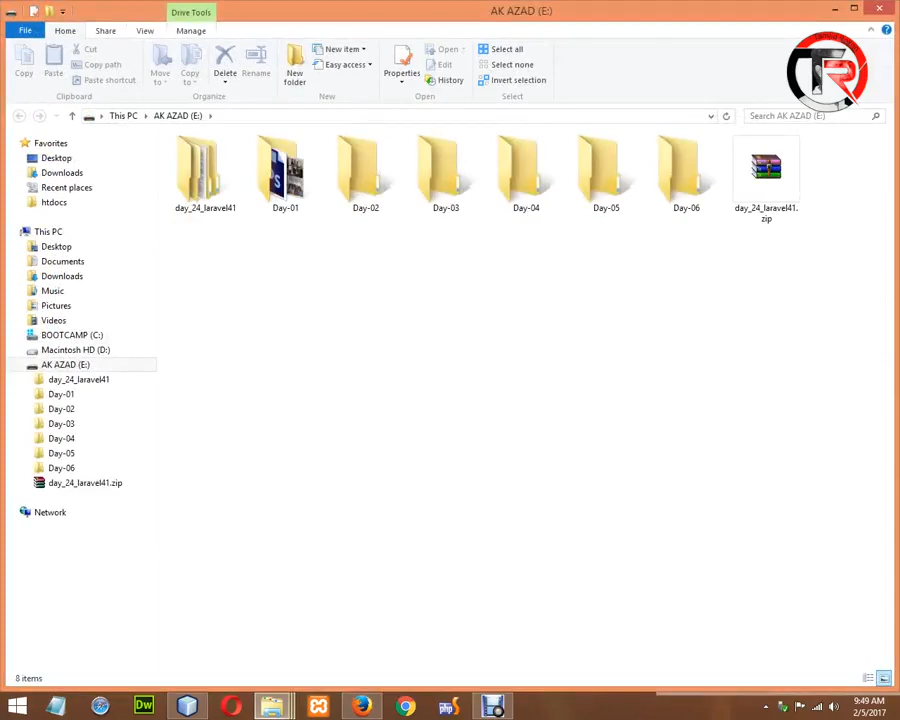 Drive Tools
AK AZAD (E:)
File
Home
Share
View
Manage
Copy
Paste
Cut
Copy path
Paste shortcut
Clipboard
Move to
Copy to
Delete
Rename
Organize
New folder
New item
Easy access
New
Properties
Open
Edit
History
Open
Select all
Select none
Invert selection
Select
TR
This PC
AK AZAD (E:)
Search AK AZAD (E:)
Favorites
Desktop
Downloads
Recent places
htdocs
This PC
Desktop
Documents
Downloads
Music
Pictures
Videos
BOOTCAMP (C:)
Macintosh HD (D:)
AK AZAD (E:)
day_24_laravel41
Day-01
Day-02
Day-03
Day-04
Day-05
Day-06
day_24_laravel41.zip
Network
day_24_laravel41
Day-01
Day-02
Day-03
Day-04
Day-05
Day-06
day_24_laravel41.
zip
8 items
Dw
php
9:49 AM
2/5/2017